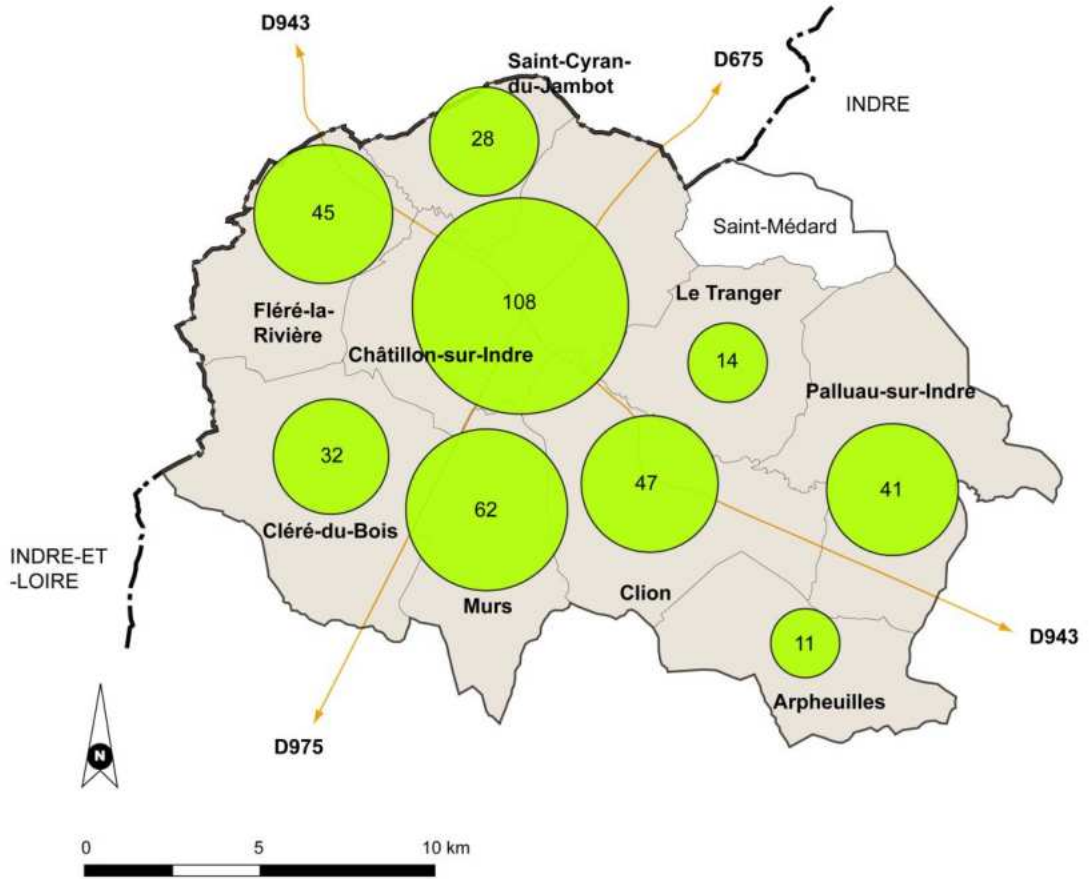 D943
Saint-Cyran-
du-Jambot
D675
INDRE
28
45
Saint-Médard
Le Tranger
108
Fléré-la-
Rivière
Châtillon-sur-Indre
14
Palluau-sur-Indre
32
47
41
62
Cléré-du-Bois
INDRE-ET
-LOIRE
Clion
Murs
11
D943
Arpheuilles
D975
N
0 5 10 km